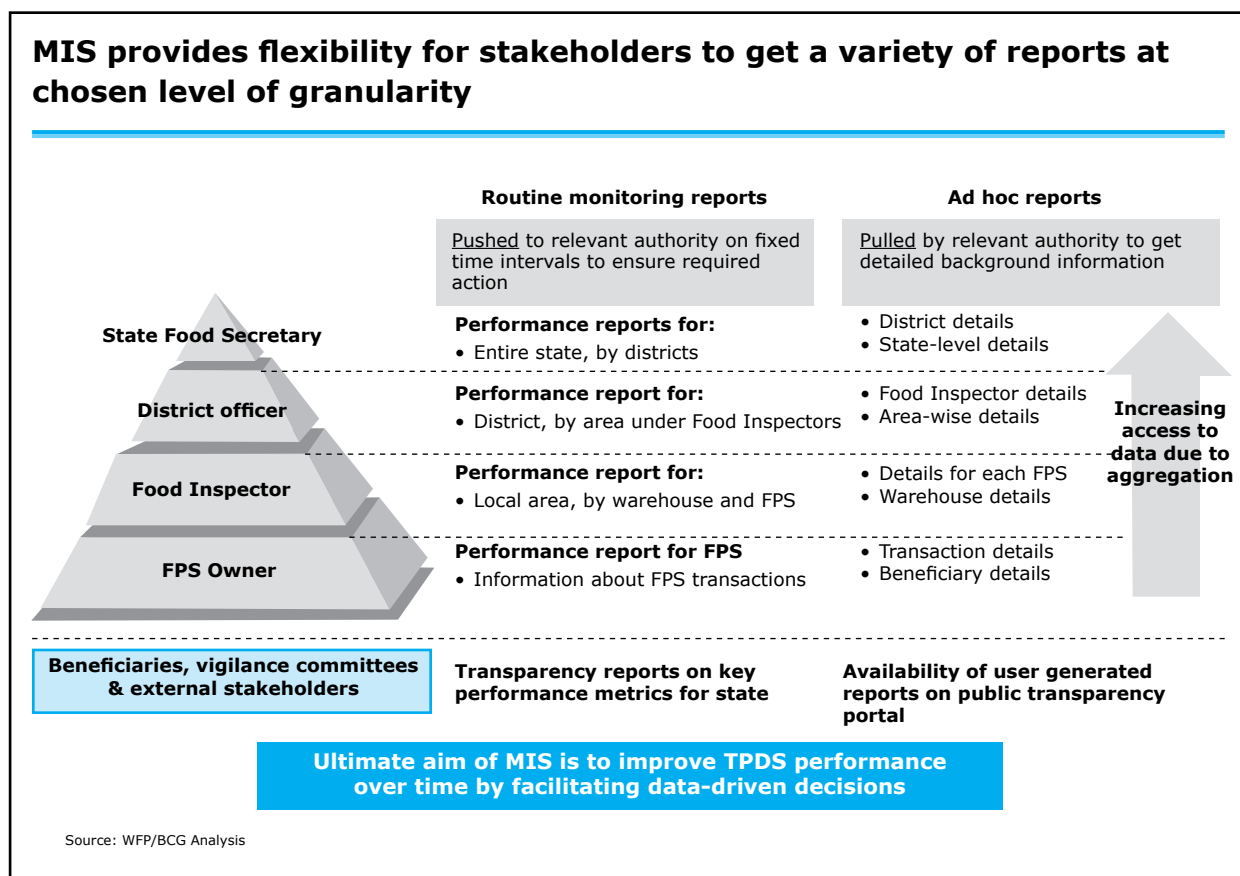 MIS provides flexibility for stakeholders to get a variety of reports at
chosen level of granularity
Routine monitoring reports
Ad hoc reports
Pushed to relevant authority on fixed
time intervals to ensure required
action
Pulled by relevant authority to get
detailed background information
State Food Secretary
Performance reports for:
• Entire state, by districts
• District details
• State-level details
District officer
Performance report for:
• District, by area under Food Inspectors
• Food Inspector details
• Area-wise details
Food Inspector
Performance report for:
• Local area, by warehouse and FPS
• Details for each FPS
• Warehouse details
FPS Owner
Performance report for FPS
• Information about FPS transactions
• Transaction details
• Beneficiary details
Increasing
access to
data due to
aggregation
Beneficiaries, vigilance committees
& external stakeholders
Transparency reports on key
performance metrics for state
Availability of user generated
reports on public transparency
portal
Ultimate aim of MIS is to improve TPDS performance
over time by facilitating data-driven decisions
Source: WFP/BCG Analysis